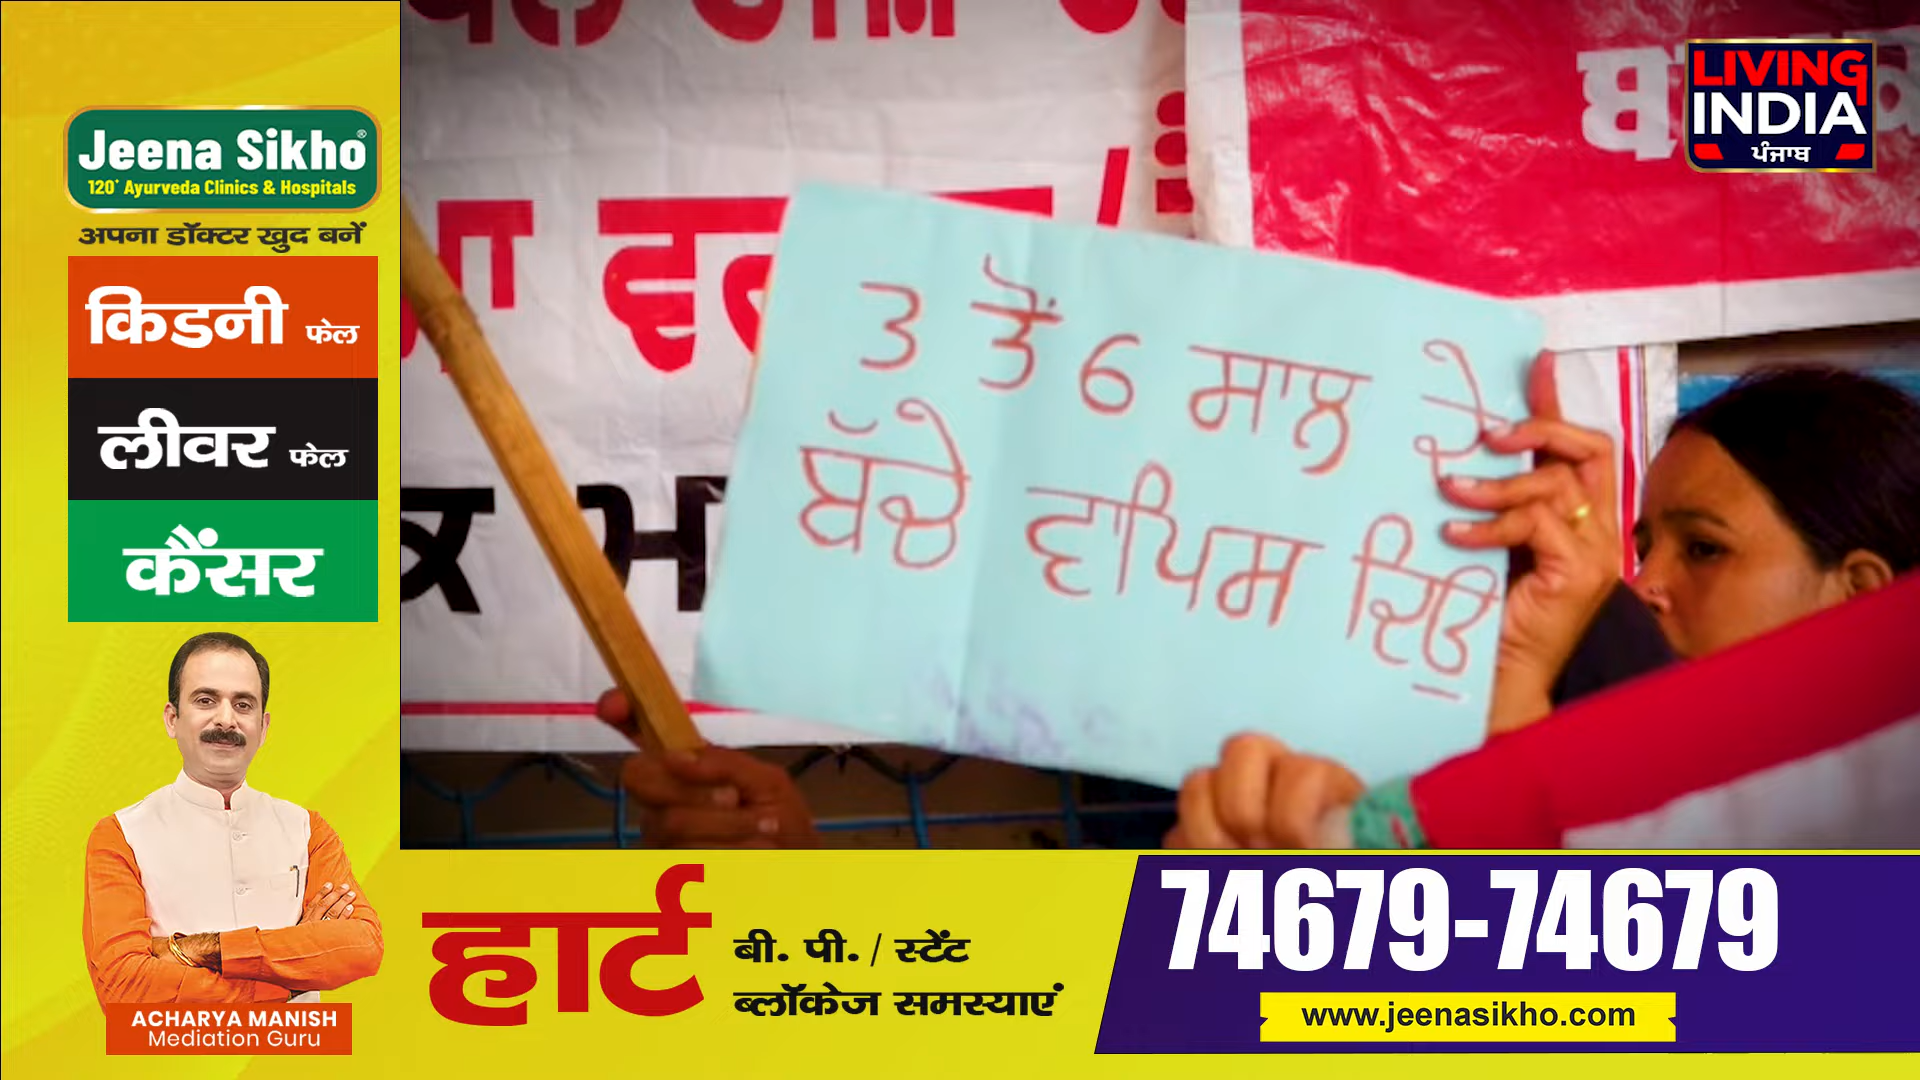 Jeena Sikho®
120+ Ayurveda Clinics & Hospitals
अपना डॉक्टर खुद बनें
किडनी फेल
लीवर फेल
कैंसर
ACHARYA MANISH
Mediation Guru
LIVING
INDIA
ਪੰਜਾਬ
3 ਤੋਂ 6 ਸਾਲ ਦੇ
ਬੱਚੇ ਵਾਪਿਸ ਦਿਉ
हार्ट
बी. पी. / स्टेंट
ब्लॉकेज समस्याएं
74679-74679
www.jeenasikho.com